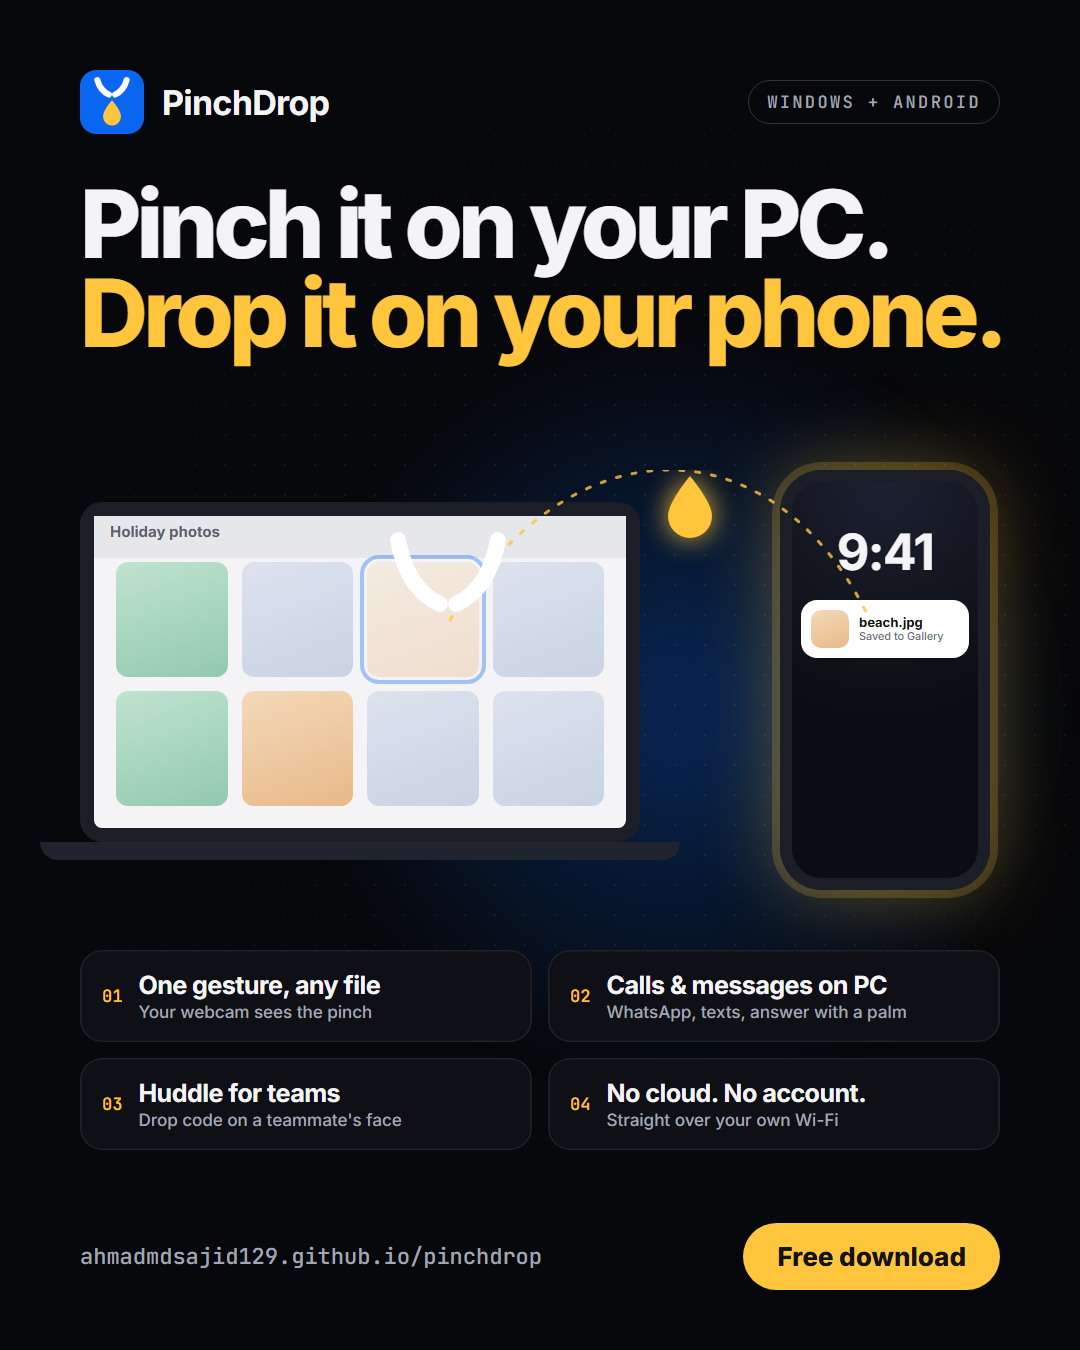 PinchDrop
WINDOWS + ANDROID
Pinch it on your PC.
Drop it on your phone.
Holiday photos
9:41
beach.jpg
Saved to Gallery
01
One gesture, any file
Your webcam sees the pinch
02
Calls & messages on PC
WhatsApp, texts, answer with a palm
03
Huddle for teams
Drop code on a teammate's face
04
No cloud. No account.
Straight over your own Wi-Fi
ahmadmdsajid129.github.io/pinchdrop
Free download